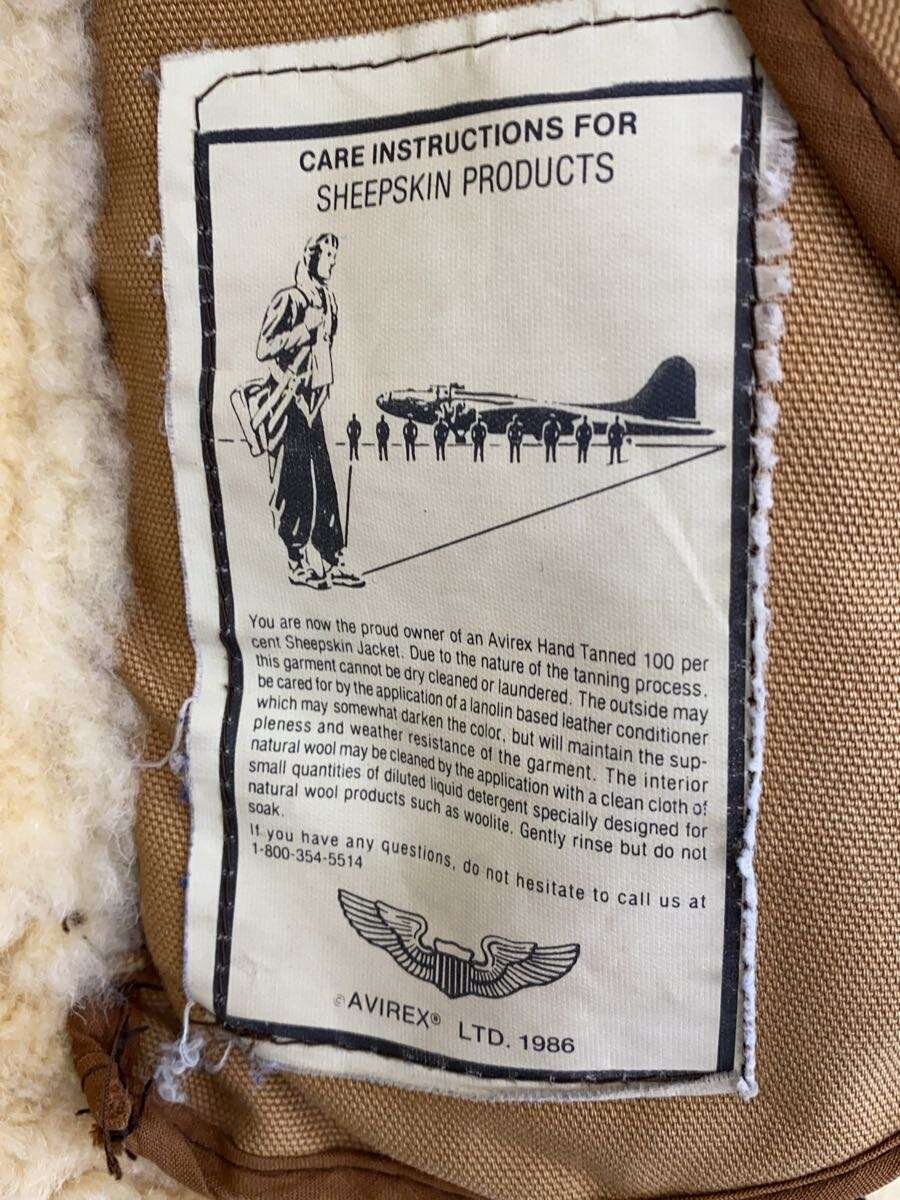 CARE INSTRUCTIONS FOR
SHEEPSKIN PRODUCTS
You are now the proud owner of an Avirex Hand Tanned 100 per
cent Sheepskin Jacket. Due to the nature of the tanning process,
this garment cannot be dry cleaned or laundered. The outside may
be cared for by the application of a lanolin based leather conditioner
which may somewhat darken the color, but will maintain the sup-
pleness and weather resistance of the garment. The interior
natural wool may be cleaned by the application with a clean cloth of
small quantities of diluted liquid detergent specially designed for
natural wool products such as woolite. Gently rinse but do not
soak.
If you have any questions, do not hesitate to call us at
1-800-354-5514
© AVIREX® LTD. 1986